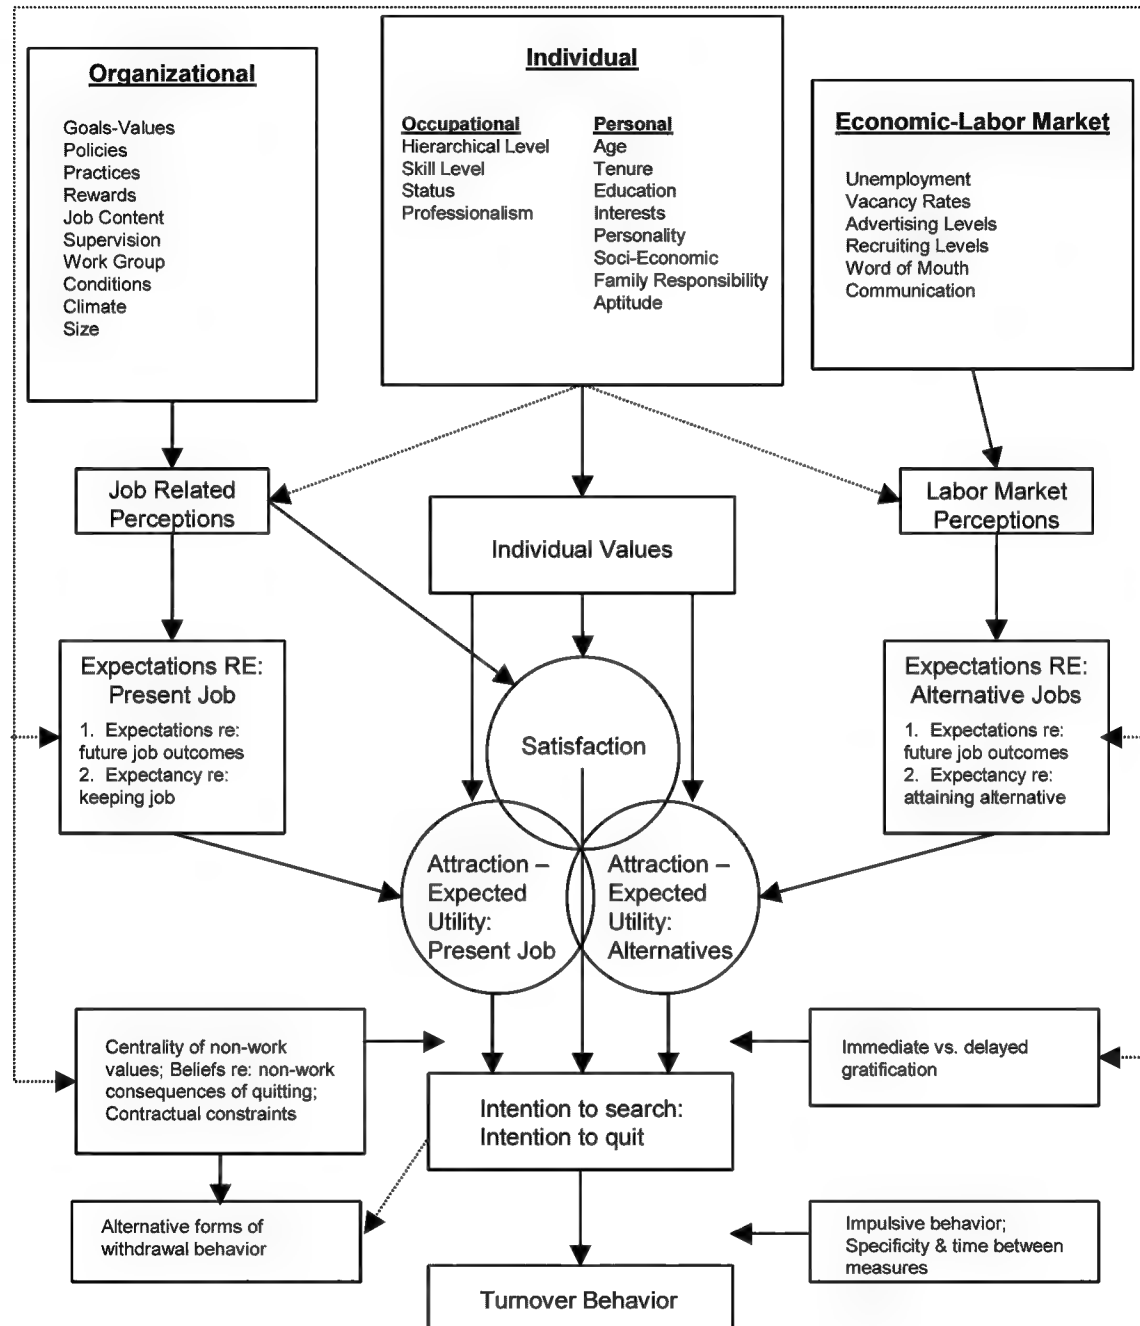 Organizational
Goals-Values
Policies
Practices
Rewards
Job Content
Supervision
Work Group
Conditions
Climate
Size
Individual
Occupational
Hierarchical Level
Skill Level
Status
Professionalism
Personal
Age
Tenure
Education
Interests
Personality
Soci-Economic
Family Responsibility
Aptitude
Economic-Labor Market
Unemployment
Vacancy Rates
Advertising Levels
Recruiting Levels
Word of Mouth
Communication
Job Related
Perceptions
Individual Values
Labor Market
Perceptions
Expectations RE:
Present Job
1. Expectations re:
future job outcomes
2. Expectancy re:
keeping job
Satisfaction
Expectations RE:
Alternative Jobs
1. Expectations re:
future job outcomes
2. Expectancy re:
attaining alternative
Attraction –
Expected
Utility:
Present Job
Attraction –
Expected
Utility:
Alternatives
Centrality of non-work
values; Beliefs re: non-work
consequences of quitting;
Contractual constraints
Immediate vs. delayed
gratification
Intention to search:
Intention to quit
Alternative forms of
withdrawal behavior
Impulsive behavior;
Specificity & time between
measures
Turnover Behavior